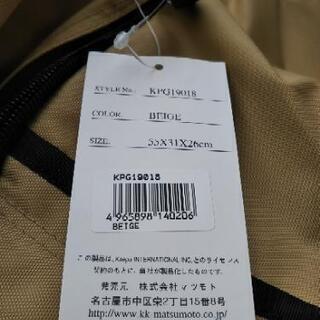 STYLE No. KPG19018
COLOR. BEIGE
SIZE. 55X31X26cm
KPG19018
4 965898 140206
BEIGE
この製品は、Kaepa INTERNATIONAL INC.とのライセンス
契約のもとに、当社が製品化したものです。
発売元 株式会社マツモト
名古屋市中区栄2丁目15番8号
http://www.kk-matsumoto.co.jp